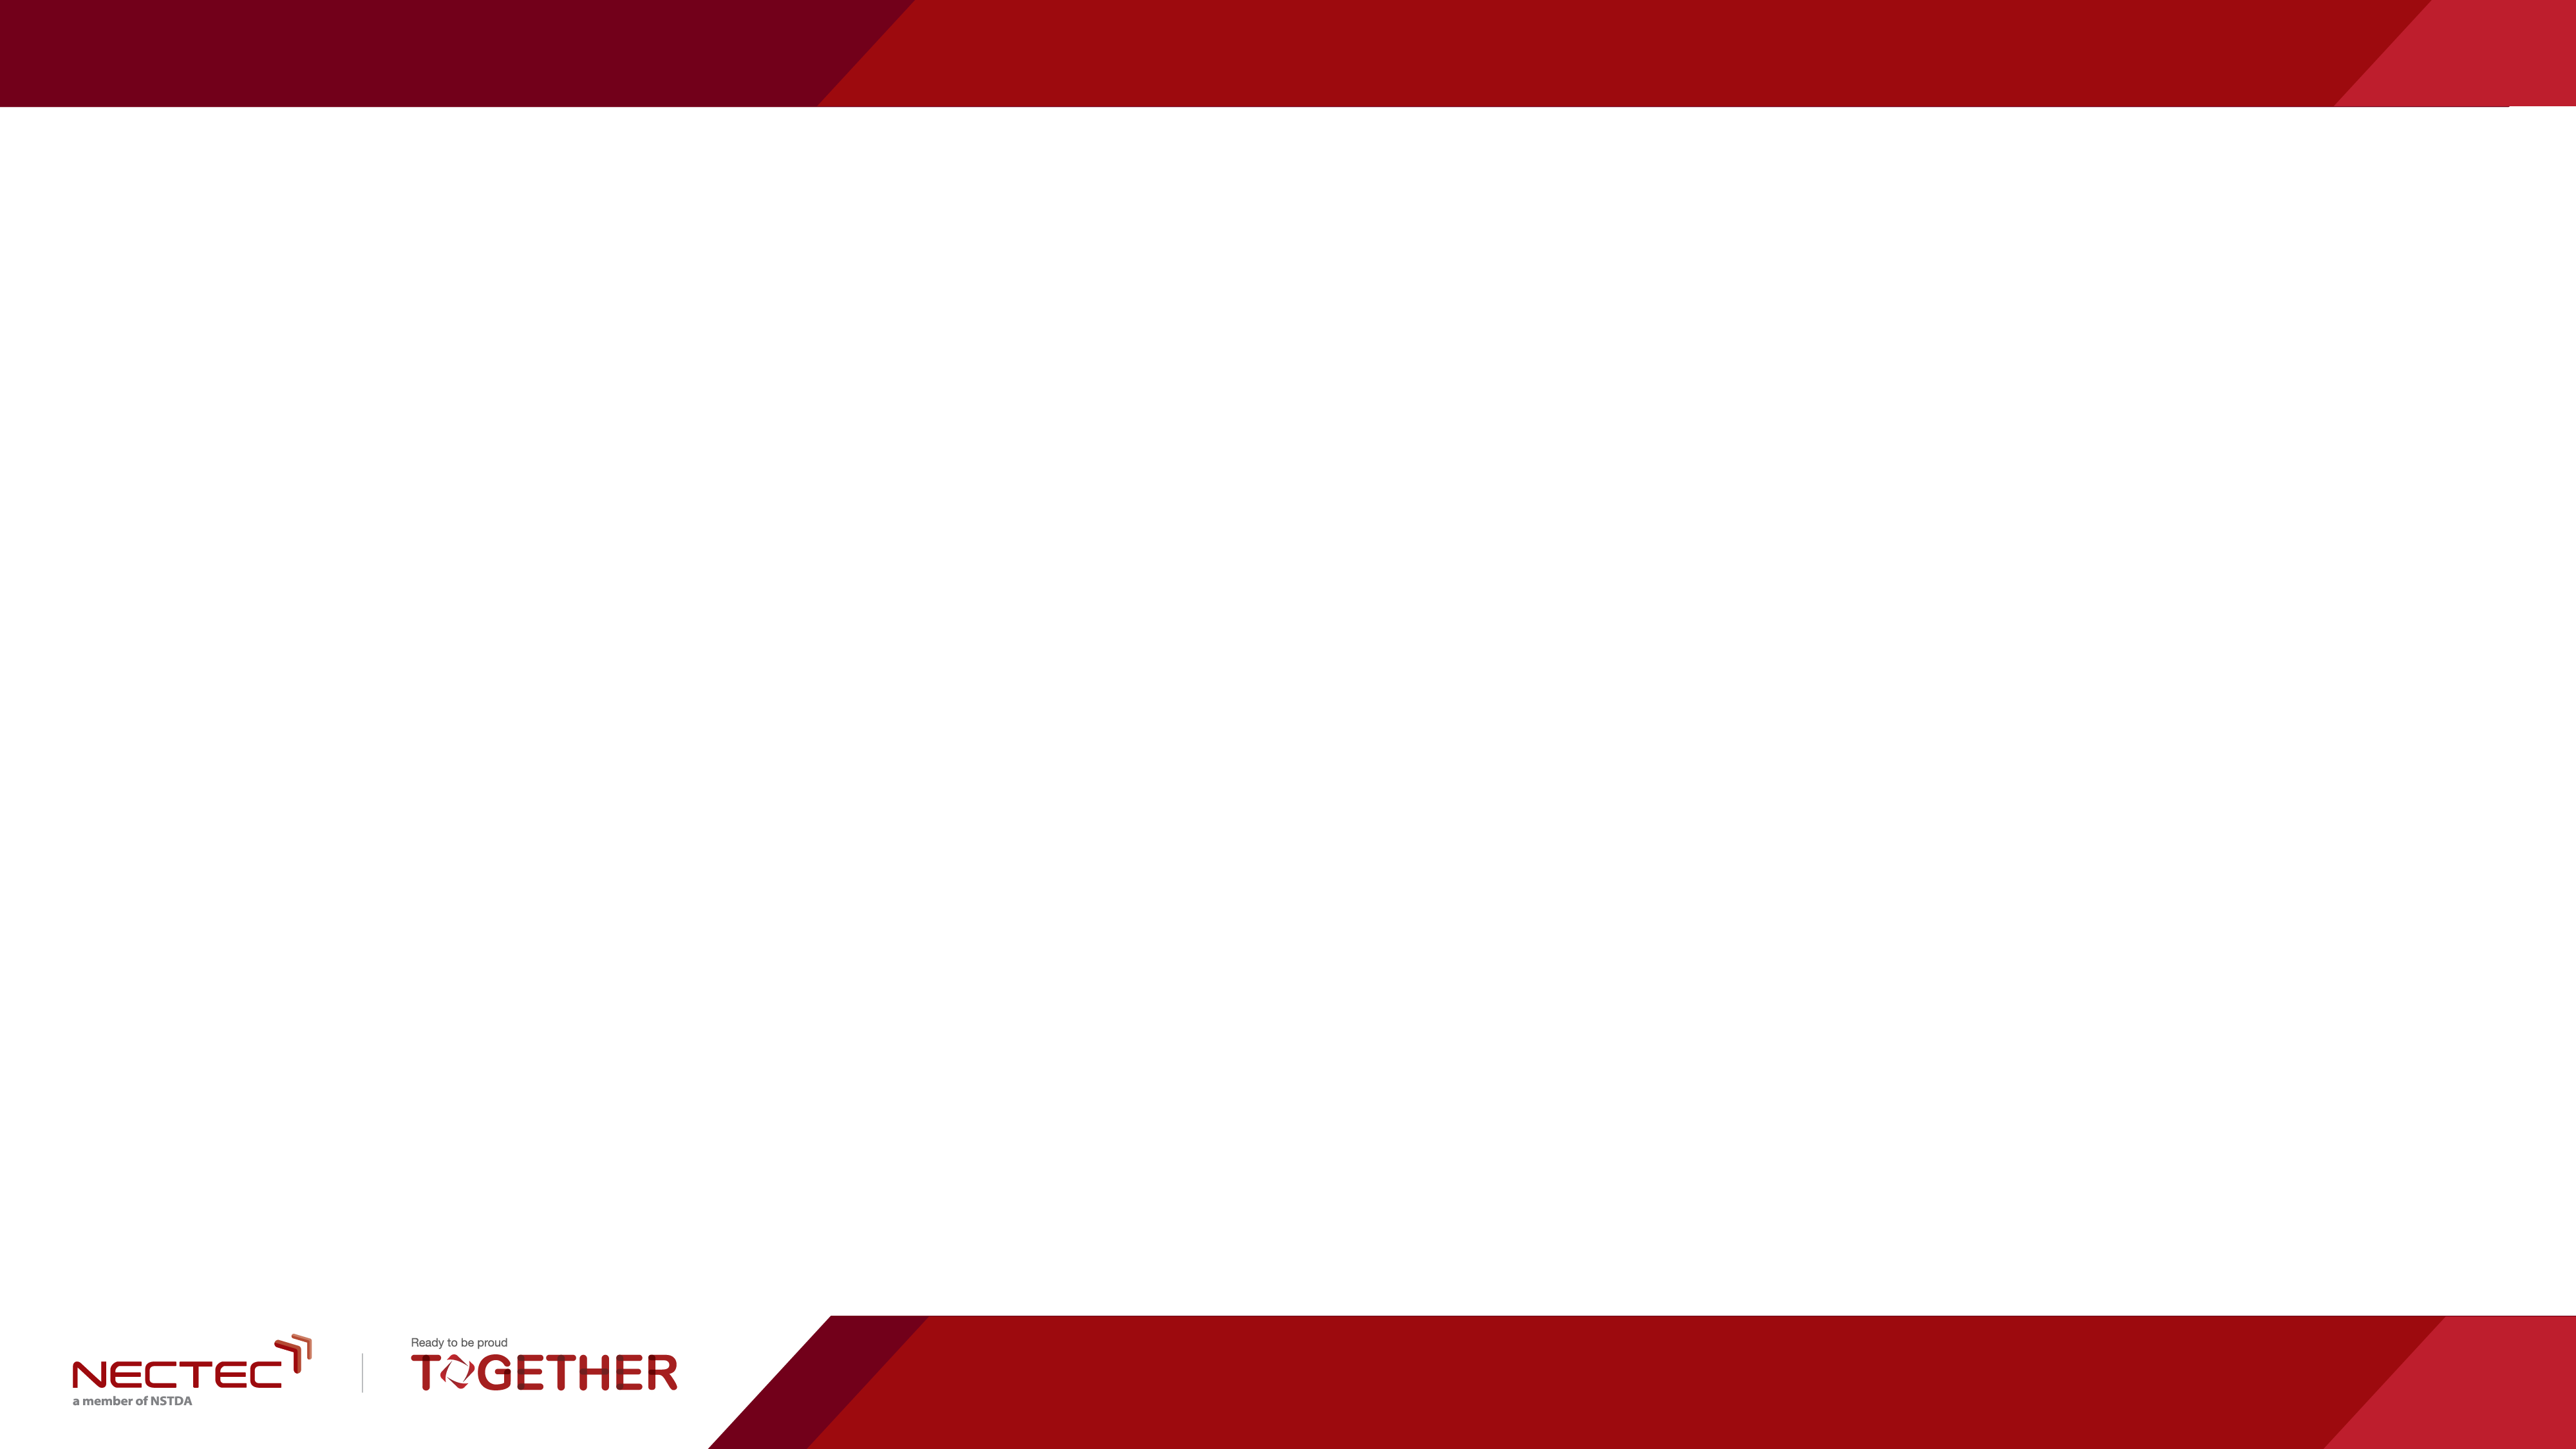 NECTEC
a member of NSTDA
Ready to be proud
TOGETHER